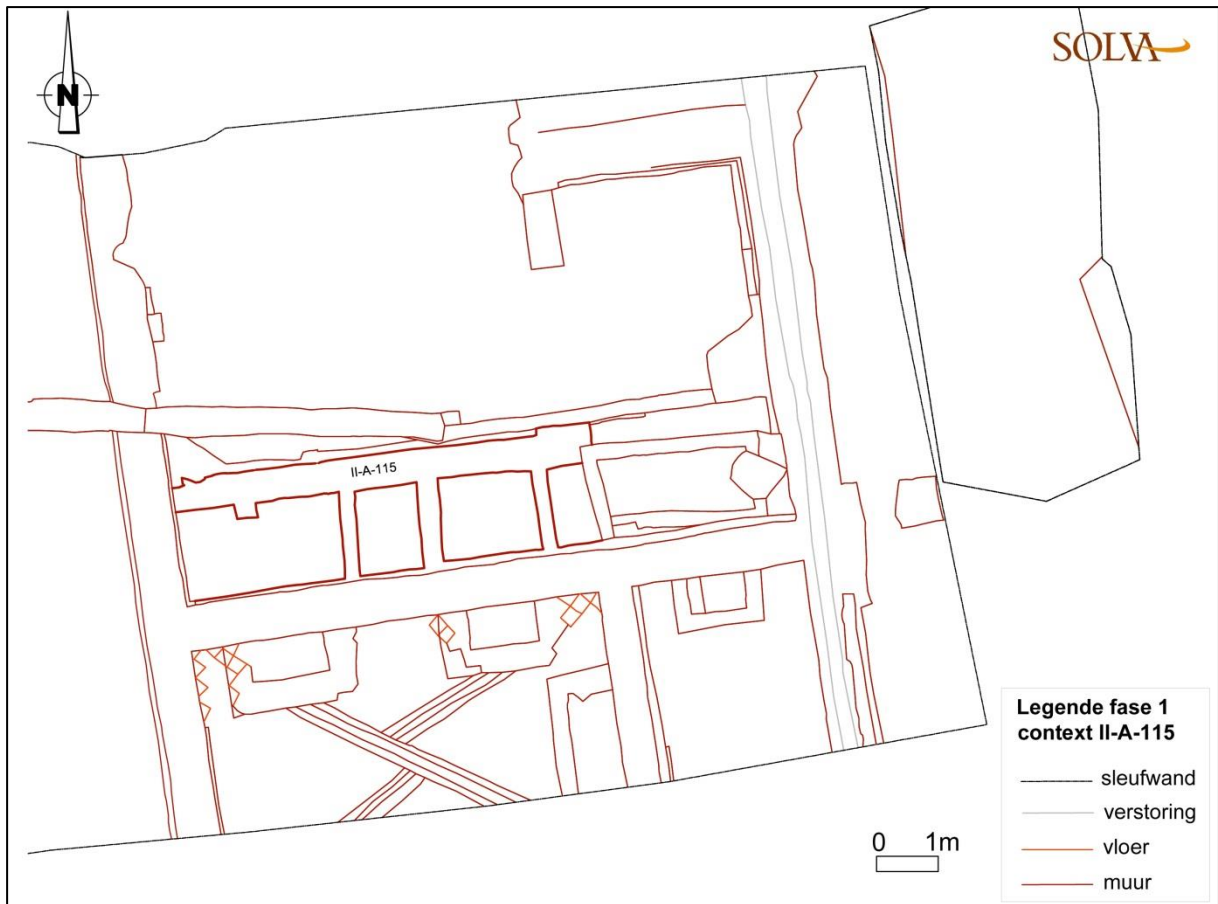 SOLVA
N
II-A-115
Legende fase 1
context II-A-115
sleufwand
verstoring
vloer
muur
0 1m